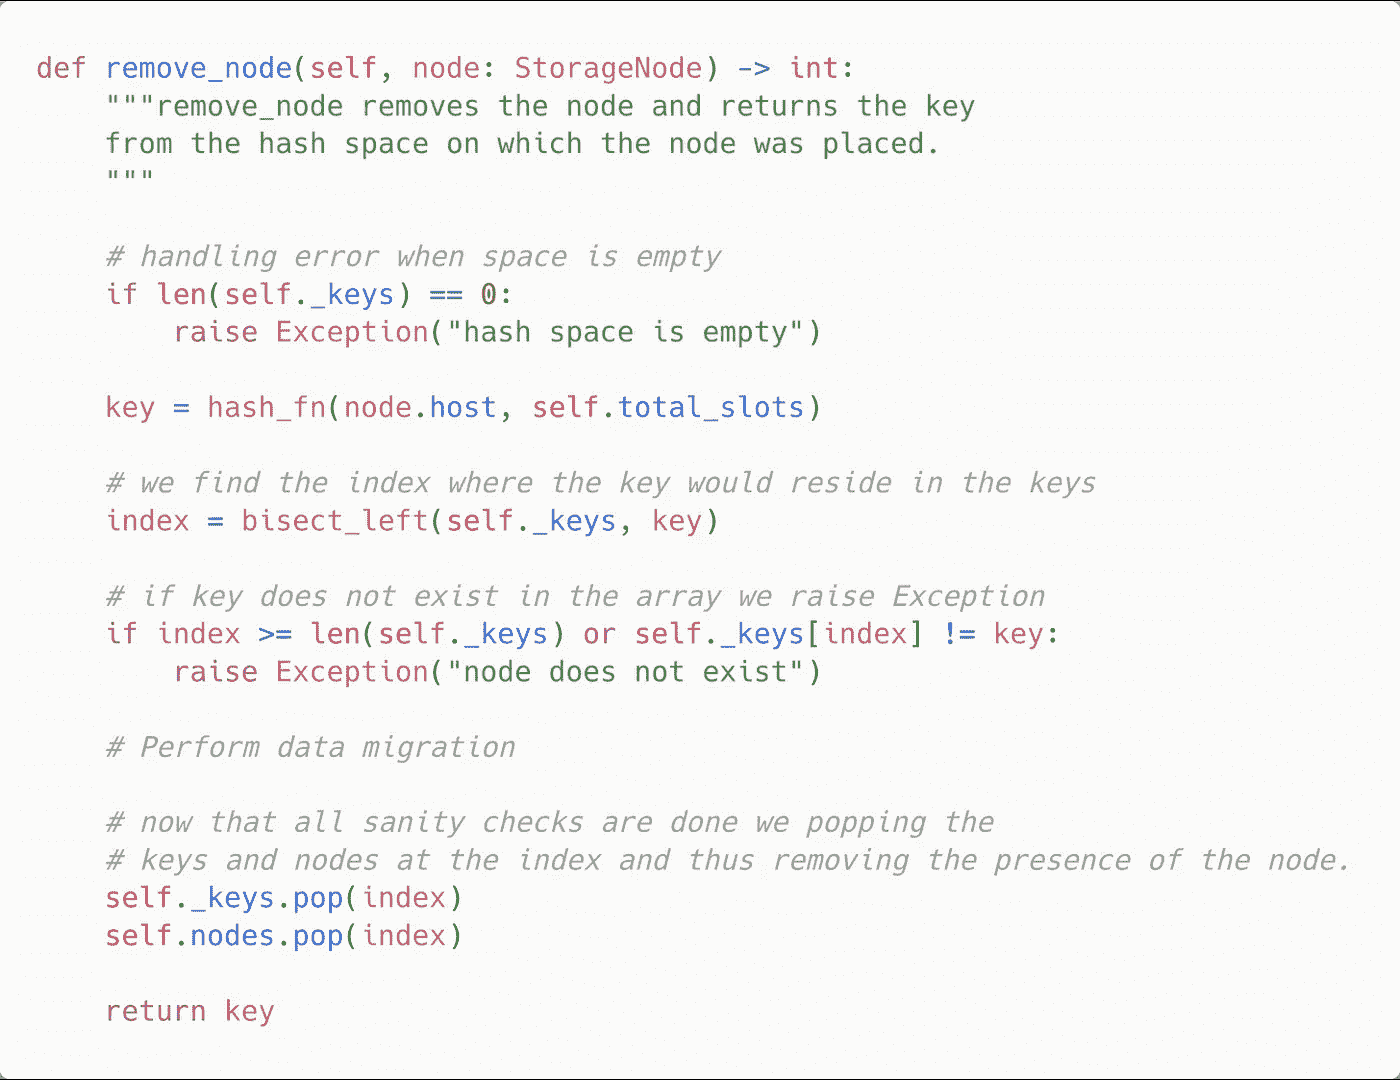 def remove_node(self, node: StorageNode) -> int:
    """remove_node removes the node and returns the key
    from the hash space on which the node was placed.
    """

    # handling error when space is empty
    if len(self._keys) == 0:
        raise Exception("hash space is empty")

    key = hash_fn(node.host, self.total_slots)

    # we find the index where the key would reside in the keys
    index = bisect_left(self._keys, key)

    # if key does not exist in the array we raise Exception
    if index >= len(self._keys) or self._keys[index] != key:
        raise Exception("node does not exist")

    # Perform data migration

    # now that all sanity checks are done we popping the
    # keys and nodes at the index and thus removing the presence of the node.
    self._keys.pop(index)
    self.nodes.pop(index)

    return key